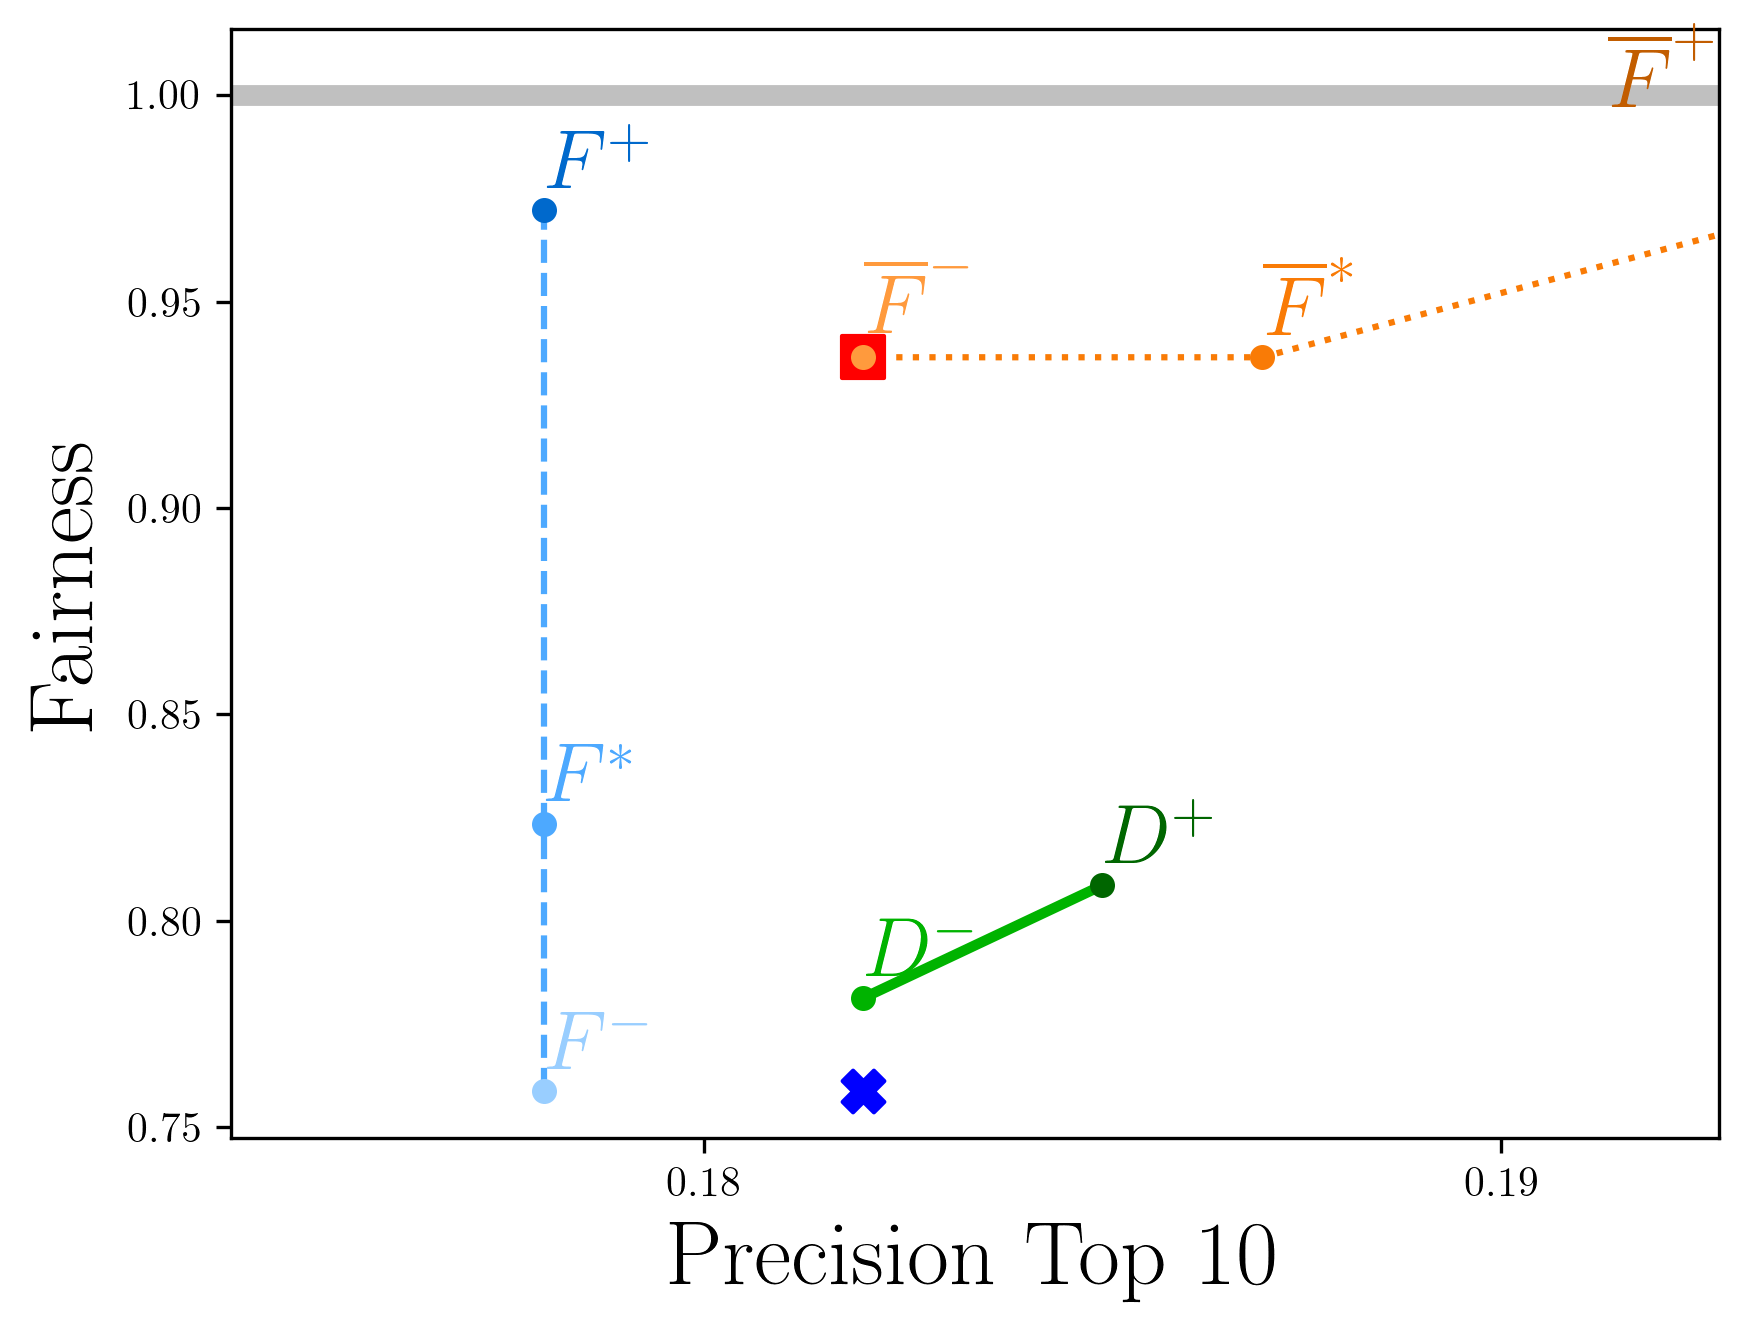 F̅⁺
1.00
F⁺
0.95
F̅⁻
F̅*
0.90
Fairness
0.85
F*
D⁺
0.80
D⁻
F⁻
0.75
0.18
0.19
Precision Top 10